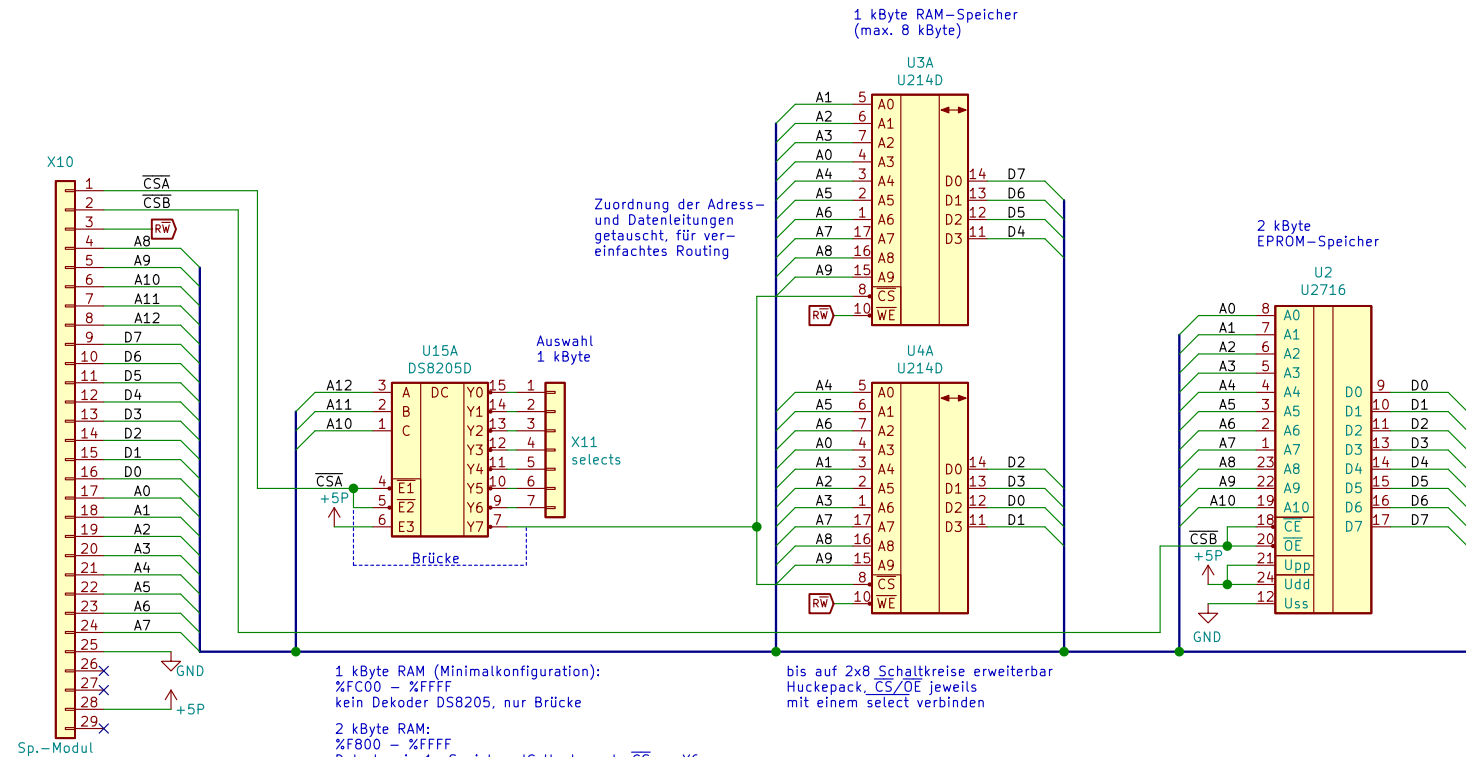 1 kByte RAM-Speicher
(max. 8 kByte)
U3A
U214D
A1 5 A0
A2 6 A1
A3 7 A2
A0 4 A3
A4 3 A4 14 D0 D7
A5 2 A5 13 D1 D6
A6 1 A6 12 D2 D5
A7 17 A7 11 D3 D4
A8 16 A8
A9 15 A9
8 CS
RW 10 WE
Zuordnung der Adress-
und Datenleitungen
getauscht, für ver-
einfachtes Routing
X10
1 CSA
2 CSB
3 RW
4 A8
5 A9
6 A10
7 A11
8 A12
9 D7
10 D6
11 D5
12 D4
13 D3
14 D2
15 D1
16 D0
17 A0
18 A1
19 A2
20 A3
21 A4
22 A5
23 A6
24 A7
25 GND
26
27
28 +5P
29
Sp.-Modul
U15A
DS8205D
A12 3 A DC Y0 15
A11 2 B Y1 14
A10 1 C Y2 13
Y3 12
Y4 11
CSA 4 E1 Y5 10
+5P 5 E2 Y6 9
6 E3 Y7 7
Brücke
Auswahl
1 kByte
1
2
3
4
5
6
7
X11
selects
U4A
U214D
A4 5 A0
A5 6 A1
A6 7 A2
A0 4 A3
A1 3 A4 D0 14 D2
A2 2 A5 D1 13 D3
A3 1 A6 D2 12 D0
A7 17 A7 D3 11 D1
A8 16 A8
A9 15 A9
8 CS
RW 10 WE
2 kByte
EPROM-Speicher
U2
U2716
A0 8 A0
A1 7 A1
A2 6 A2
A3 5 A3
A4 4 A4 D0 9 D0
A5 3 A5 D1 10 D1
A6 2 A6 D2 11 D2
A7 1 A7 D3 13 D3
A8 23 A8 D4 14 D4
A9 22 A9 D5 15 D5
A10 19 A10 D6 16 D6
18 CE D7 17 D7
CSB 20 OE
+5P 21 Upp
24 Udd
12 Uss
GND
1 kByte RAM (Minimalkonfiguration):
%FC00 - %FFFF
kein Dekoder DS8205, nur Brücke
2 kByte RAM:
%F800 - %FFFF
bis auf 2x8 Schaltkreise erweiterbar
Huckepack, CS/OE jeweils
mit einem select verbinden